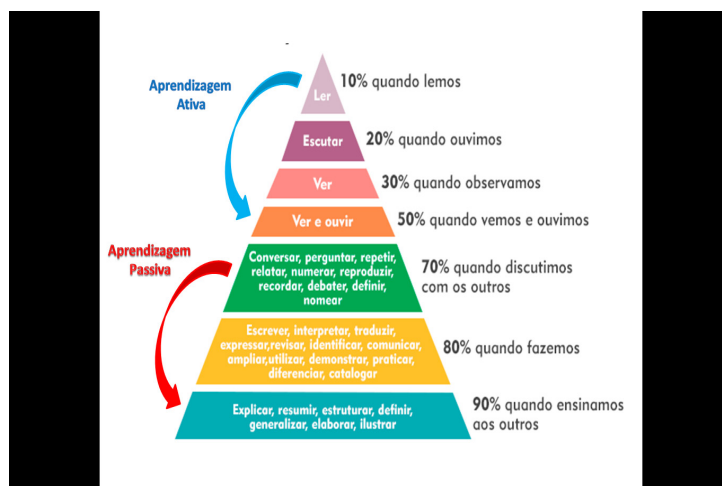 Aprendizagem
Ativa
Ler
10% quando lemos
Escutar
20% quando ouvimos
Ver
30% quando observamos
Ver e ouvir
50% quando vemos e ouvimos
Aprendizagem
Passiva
Conversar, perguntar, repetir,
relatar, numerar, reproduzir,
recordar, debater, definir,
nomear
70% quando discutimos
com os outros
Escrever, interpretar, troduzir,
expressar,revisar, identificar, comunicar,
ampliar,utilizar, demonstrar, praticar,
diferenciar, catalogar
80% quando fazemos
Explicar, resumir, estruturar, definir,
generalizar, elaborar, ilustrar
90% quando ensinamos
aos outros